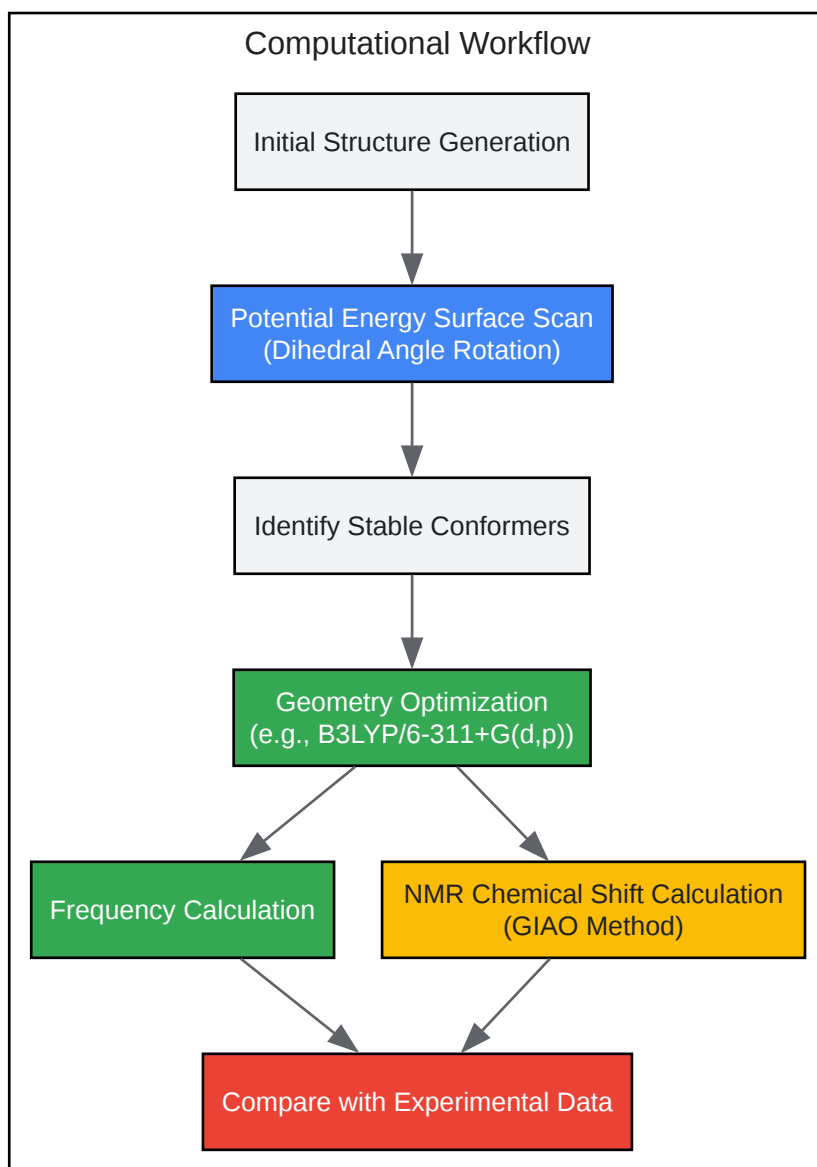 Computational Workflow
Initial Structure Generation
Potential Energy Surface Scan
(Dihedral Angle Rotation)
Identify Stable Conformers
Geometry Optimization
(e.g., B3LYP/6-311+G(d,p))
Frequency Calculation
NMR Chemical Shift Calculation
(GIAO Method)
Compare with Experimental Data